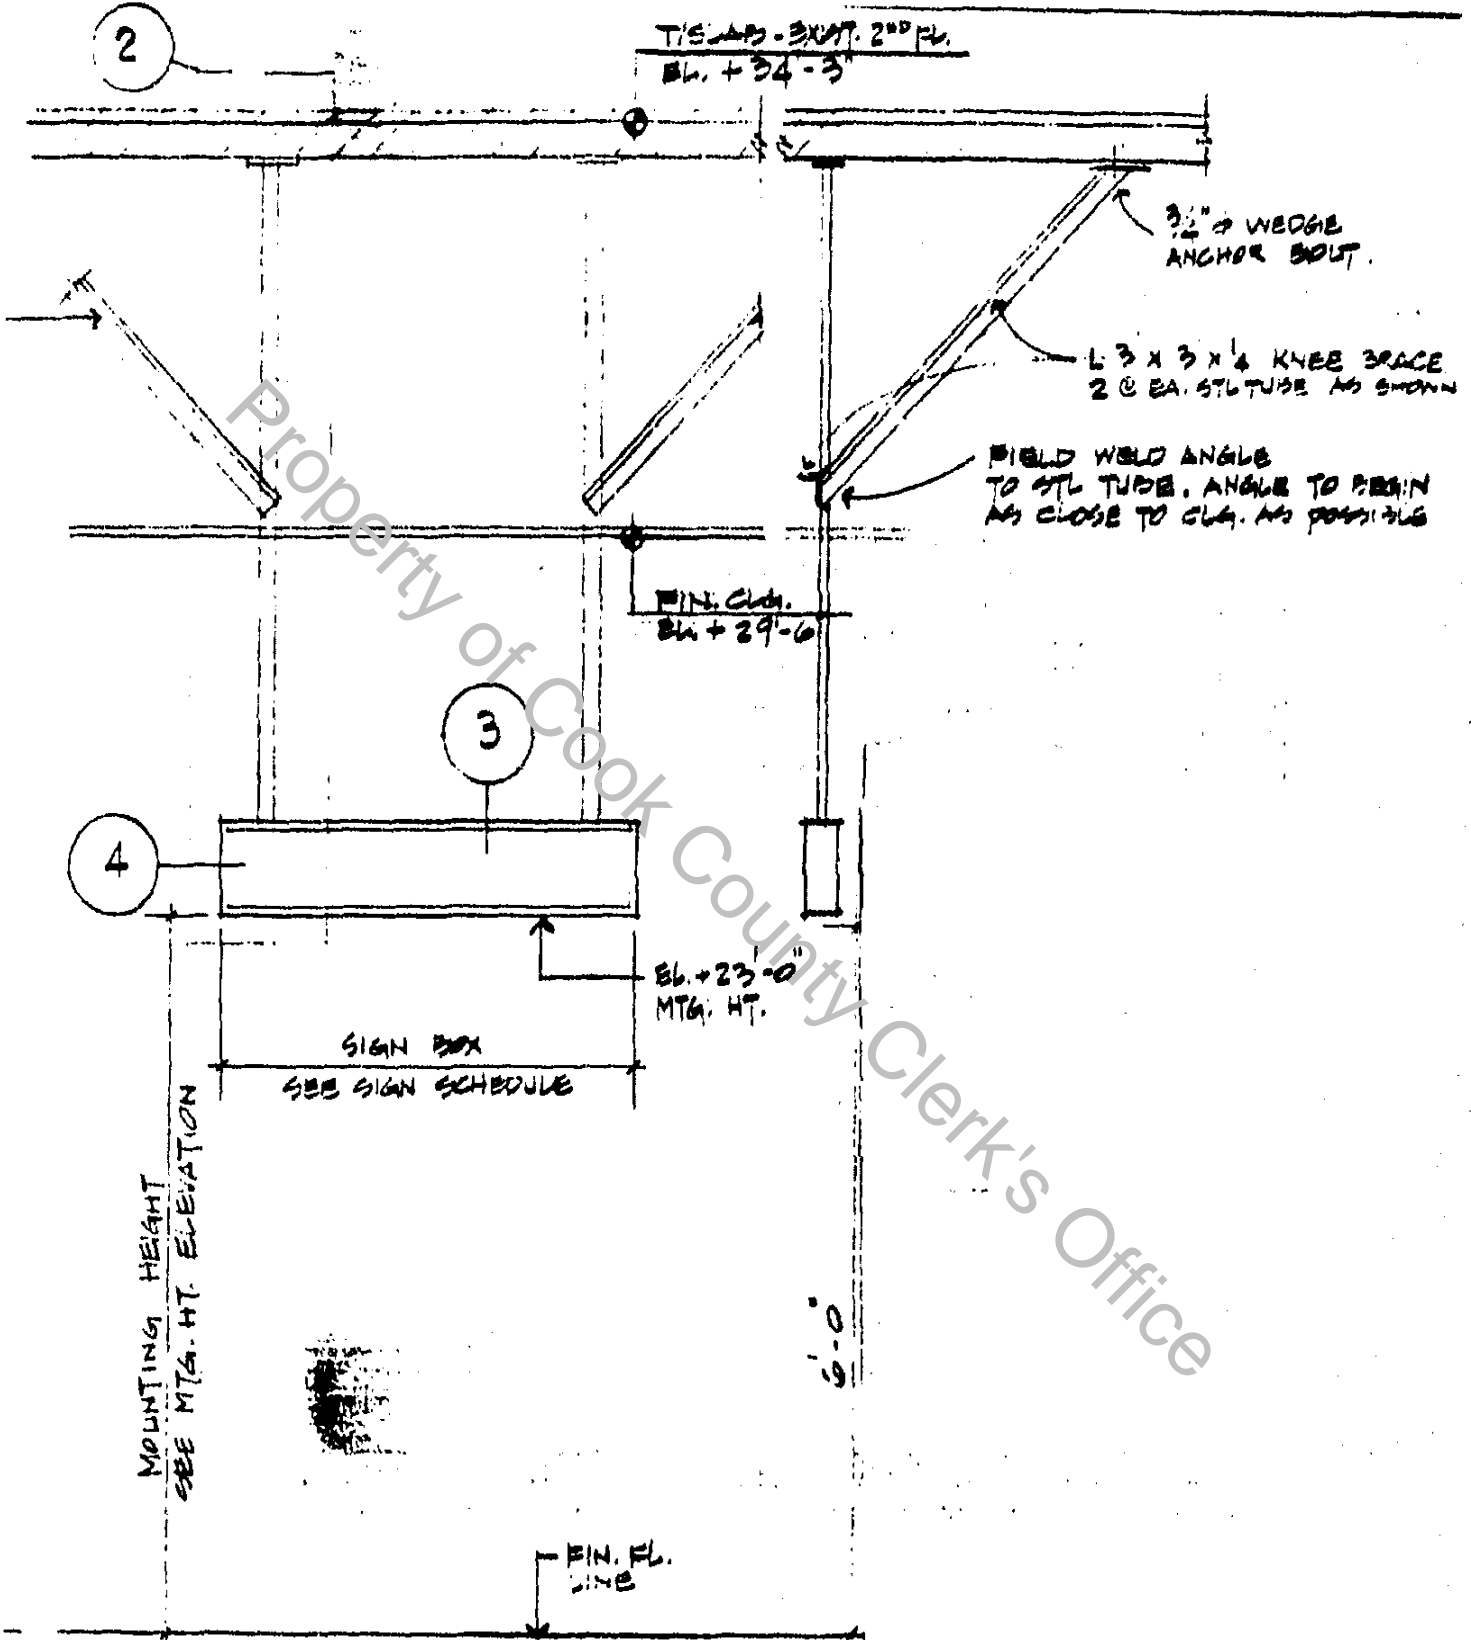 2
T/SLAB - EXIST. 2ND FL.
EL. + 34'-3"
WEDGE
ANCHOR BOLT.
L 3 x 3 x 1/4 KNEE BRACE
2 @ EA. STL TUBE AS SHOWN
FIELD WELD ANGLE
TO STL TUBE. ANGLE TO BEGIN
AS CLOSE TO CLG. AS POSSIBLE
FIN. CLG.
EL. + 29'-6
3
4
EL. + 23'-0"
MTG. HT.
SIGN BOX
SEE SIGN SCHEDULE
MOUNTING HEIGHT
SEE MTG. HT. ELEVATION
6'-0"
FIN. FL.
LINE
Property of Cook County Clerk's Office